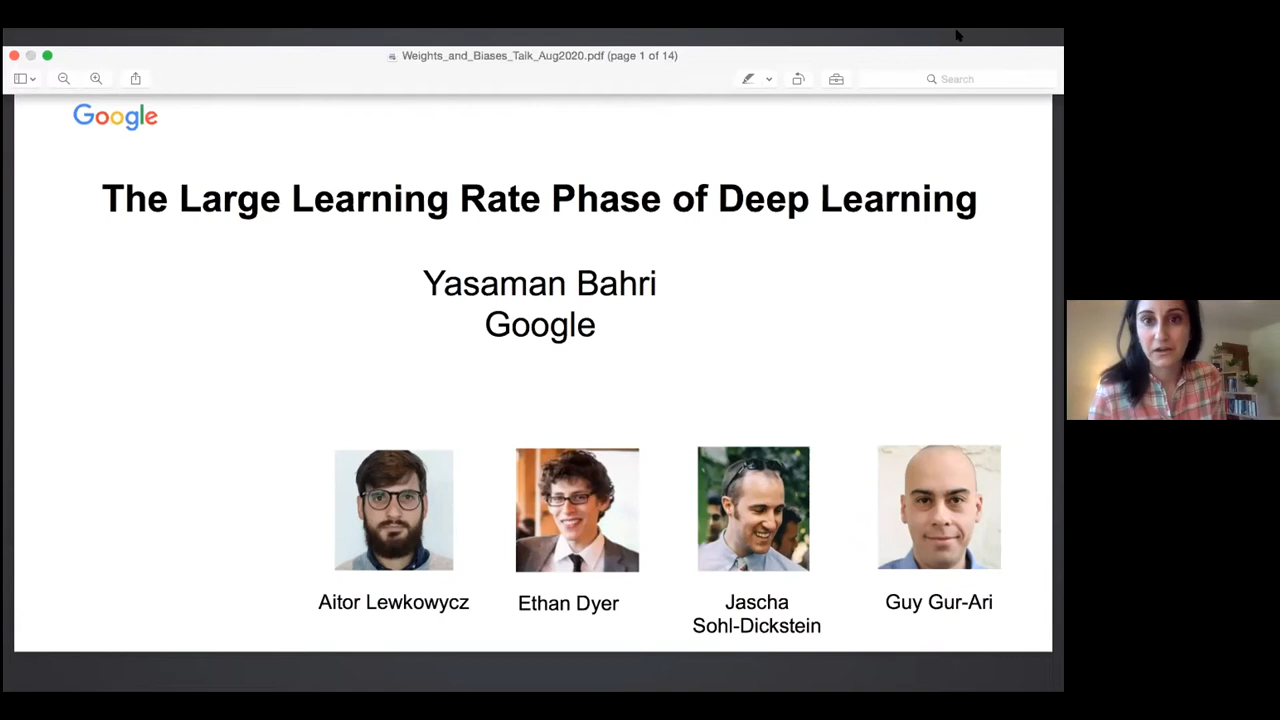 Weights_and_Biases_Talk_Aug2020.pdf (page 1 of 14)
Search
Google
The Large Learning Rate Phase of Deep Learning
Yasaman Bahri
Google
Aitor Lewkowycz
Ethan Dyer
Jascha
Sohl-Dickstein
Guy Gur-Ari